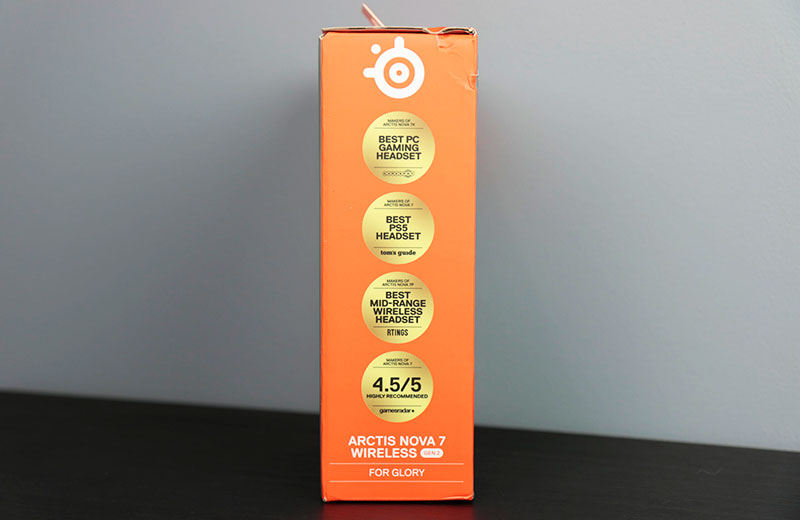 MAKERS OF
ARCTIS NOVA 7X
BEST PC
GAMING
HEADSET
MAKERS OF
ARCTIS NOVA 7
BEST
PS5
HEADSET
tom's guide
MAKERS OF
ARCTIS NOVA 7P
BEST
MID-RANGE
WIRELESS
HEADSET
RTINGS
MAKERS OF
ARCTIS NOVA 7
4.5/5
HIGHLY RECOMMENDED
gamesradar+
ARCTIS NOVA 7
WIRELESS GEN 2
FOR GLORY